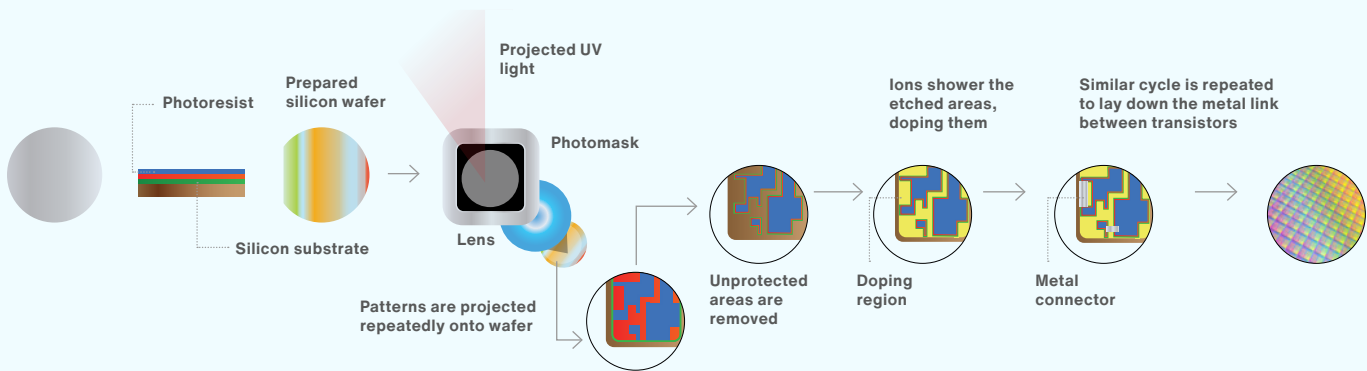 Photoresist
Silicon substrate
Prepared
silicon wafer
Projected UV
light
Photomask
Lens
Patterns are projected
repeatedly onto wafer
Unprotected
areas are
removed
Ions shower the
etched areas,
doping them
Doping
region
Similar cycle is repeated
to lay down the metal link
between transistors
Metal
connector